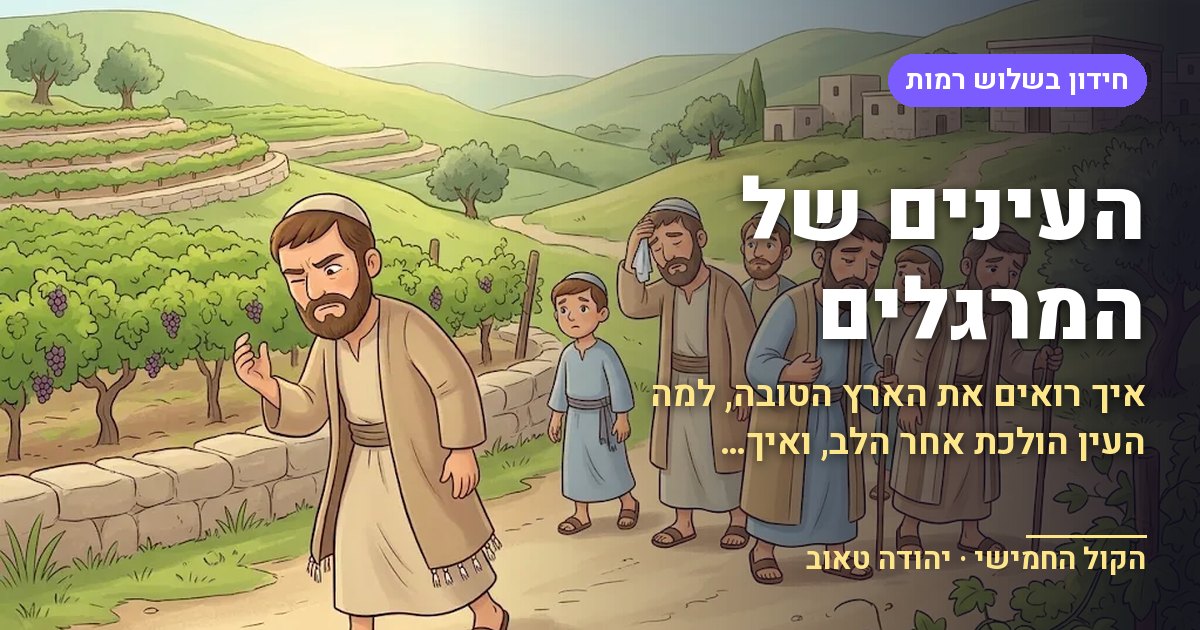 חידון בשלוש רמות
העינים של
המרגלים
איך רואים את הארץ הטובה, למה
העין הולכת אחר הלב, ואיך...
הקול החמישי · יהודה טאוב